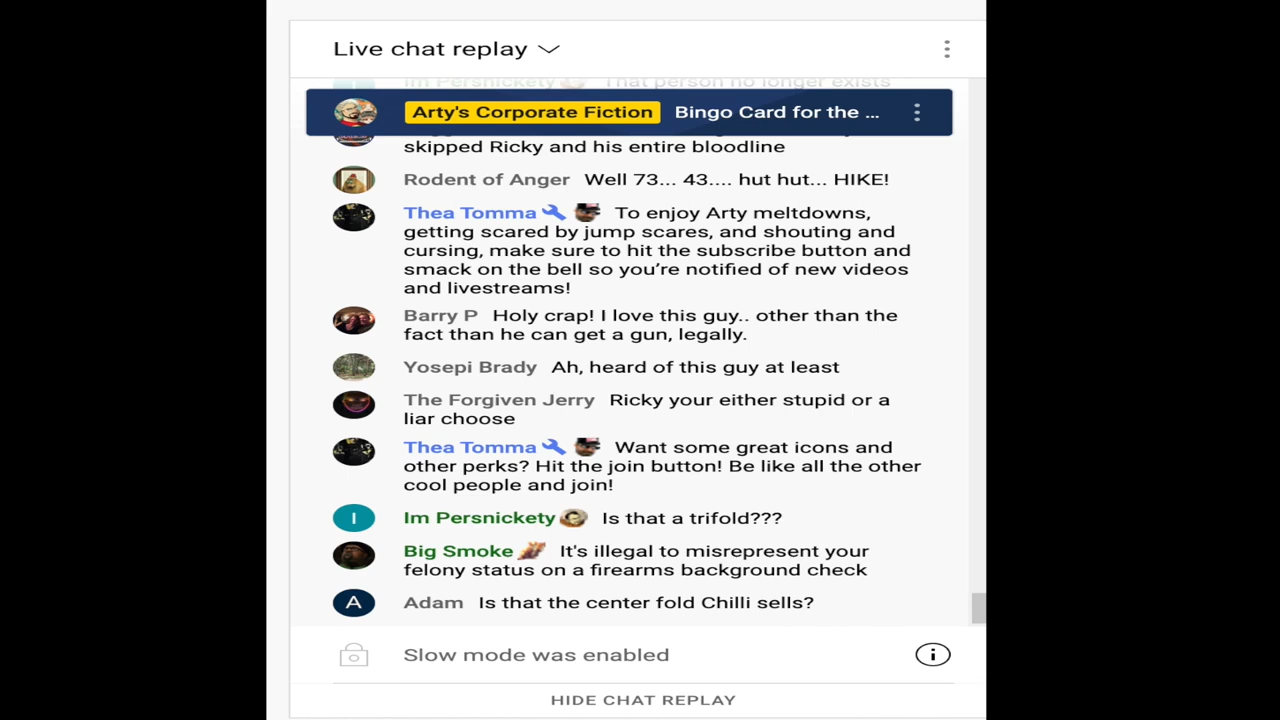 Live chat replay
Im Persnickety That person no longer exists
Arty's Corporate Fiction Bingo Card for the ...
skipped Ricky and his entire bloodline
Rodent of Anger Well 73... 43.... hut hut... HIKE!
Thea Tomma To enjoy Arty meltdowns,
getting scared by jump scares, and shouting and
cursing, make sure to hit the subscribe button and
smack on the bell so you’re notified of new videos
and livestreams!
Barry P Holy crap! I love this guy.. other than the
fact than he can get a gun, legally.
Yosepi Brady Ah, heard of this guy at least
The Forgiven Jerry Ricky your either stupid or a
liar choose
Thea Tomma Want some great icons and
other perks? Hit the join button! Be like all the other
cool people and join!
I
Im Persnickety Is that a trifold???
Big Smoke It's illegal to misrepresent your
felony status on a firearms background check
A
Adam Is that the center fold Chilli sells?
Slow mode was enabled
HIDE CHAT REPLAY